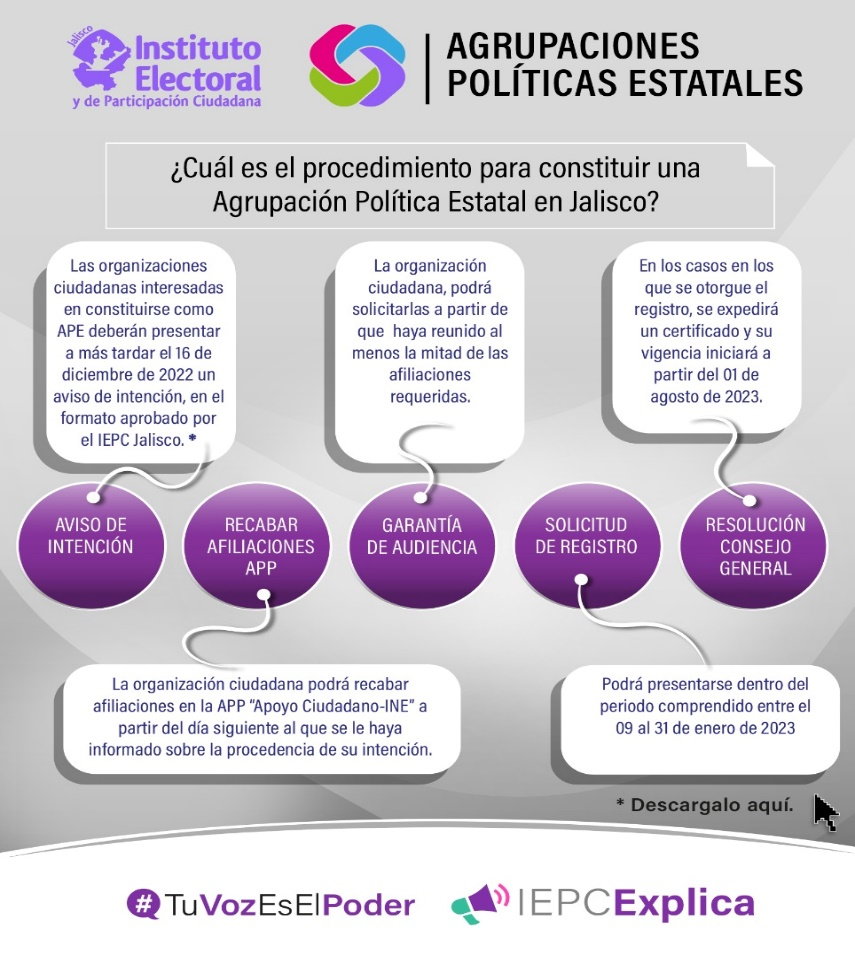 Jalisco
Instituto
Electoral
y de Participación Ciudadana
AGRUPACIONES
POLÍTICAS ESTATALES
¿Cuál es el procedimiento para constituir una
Agrupación Política Estatal en Jalisco?
Las organizaciones
ciudadanas interesadas
en constituirse como
APE deberán presentar
a más tardar el 16 de
diciembre de 2022 un
aviso de intención, en el
formato aprobado por
el IEPC Jalisco. *
La organización
ciudadana, podrá
solicitarlas a partir de
que haya reunido al
menos la mitad de las
afiliaciones
requeridas.
En los casos en los
que se otorgue el
registro, se expedirá
un certificado y su
vigencia iniciará a
partir del 01 de
agosto de 2023.
AVISO DE
INTENCIÓN
RECABAR
AFILIACIONES
APP
GARANTÍA
DE AUDIENCIA
SOLICITUD
DE REGISTRO
RESOLUCIÓN
CONSEJO
GENERAL
La organización ciudadana podrá recabar
afiliaciones en la APP “Apoyo Ciudadano-INE” a
partir del día siguiente al que se le haya
informado sobre la procedencia de su intención.
Podrá presentarse dentro del
periodo comprendido entre el
09 al 31 de enero de 2023
* Descargalo aquí.
#TuVozEsElPoder
IEPCExplica